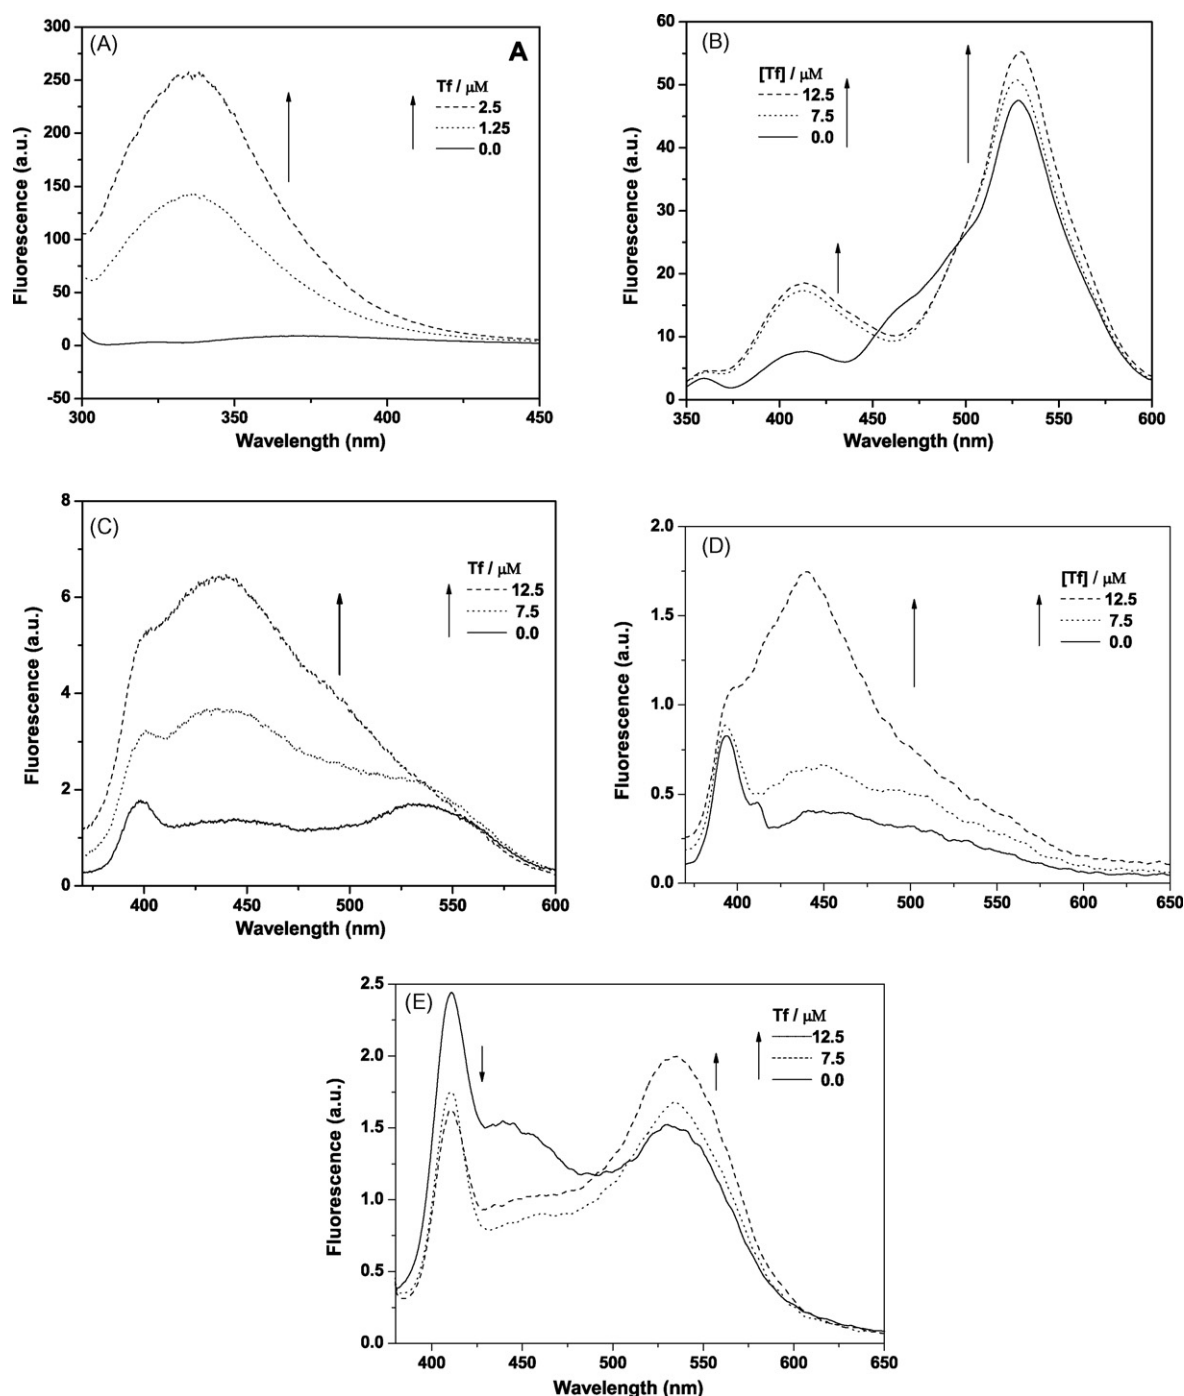 (A)
A
Tf / μM
2.5
1.25
0.0
300
250
200
150
100
50
0
-50
Fluorescence (a.u.)
300 350 400 450
Wavelength (nm)
(B)
[Tf] / μM
12.5
7.5
0.0
60
50
40
30
20
10
0
Fluorescence (a.u.)
350 400 450 500 550 600
Wavelength (nm)
(C)
Tf / μM
12.5
7.5
0.0
8
6
4
2
0
Fluorescence (a.u.)
400 450 500 550 600
Wavelength (nm)
(D)
[Tf] / μM
12.5
7.5
0.0
2.0
1.5
1.0
0.5
0.0
Fluorescence (a.u.)
400 450 500 550 600 650
Wavelength (nm)
(E)
Tf / μM
12.5
7.5
0.0
2.5
2.0
1.5
1.0
0.5
0.0
Fluorescence (a.u.)
400 450 500 550 600 650
Wavelength (nm)